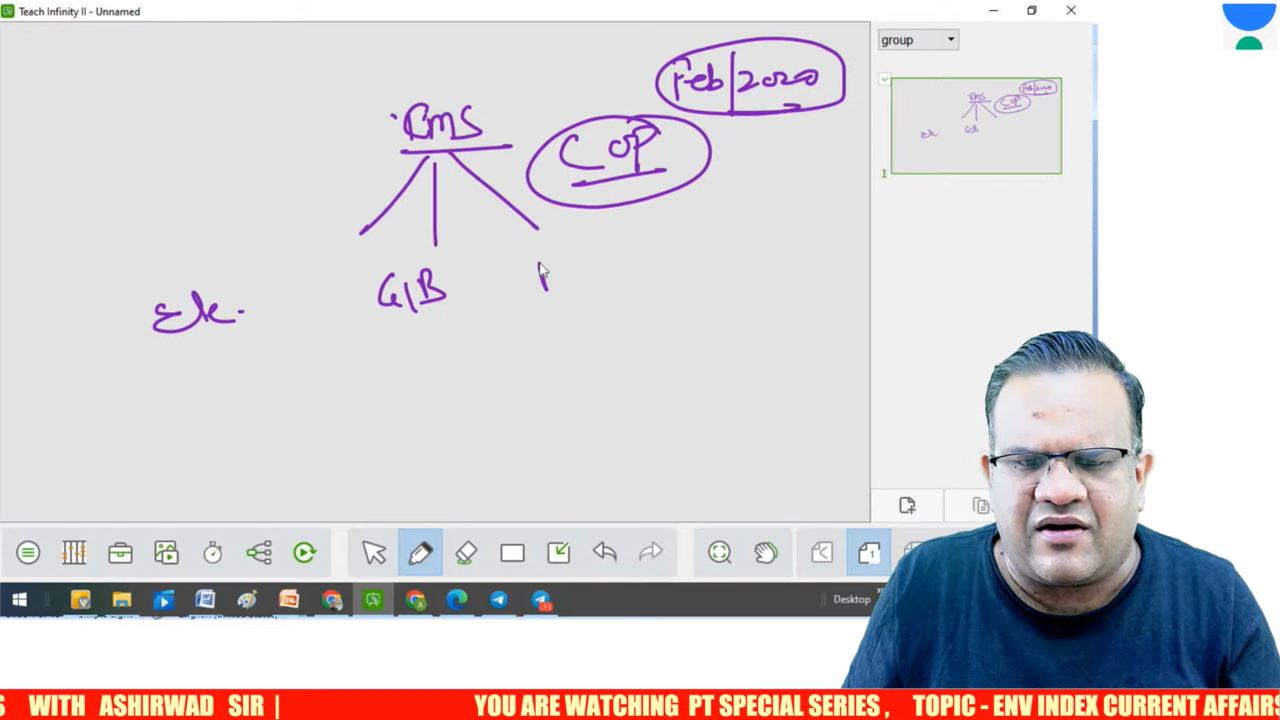 Teach Infinity II - Unnamed
group
Feb|2020
CMS
COP
G/B
1
Desktop
WITH ASHIRWAD SIR | YOU ARE WATCHING PT SPECIAL SERIES , TOPIC - ENV INDEX CURRENT AFFAIRS